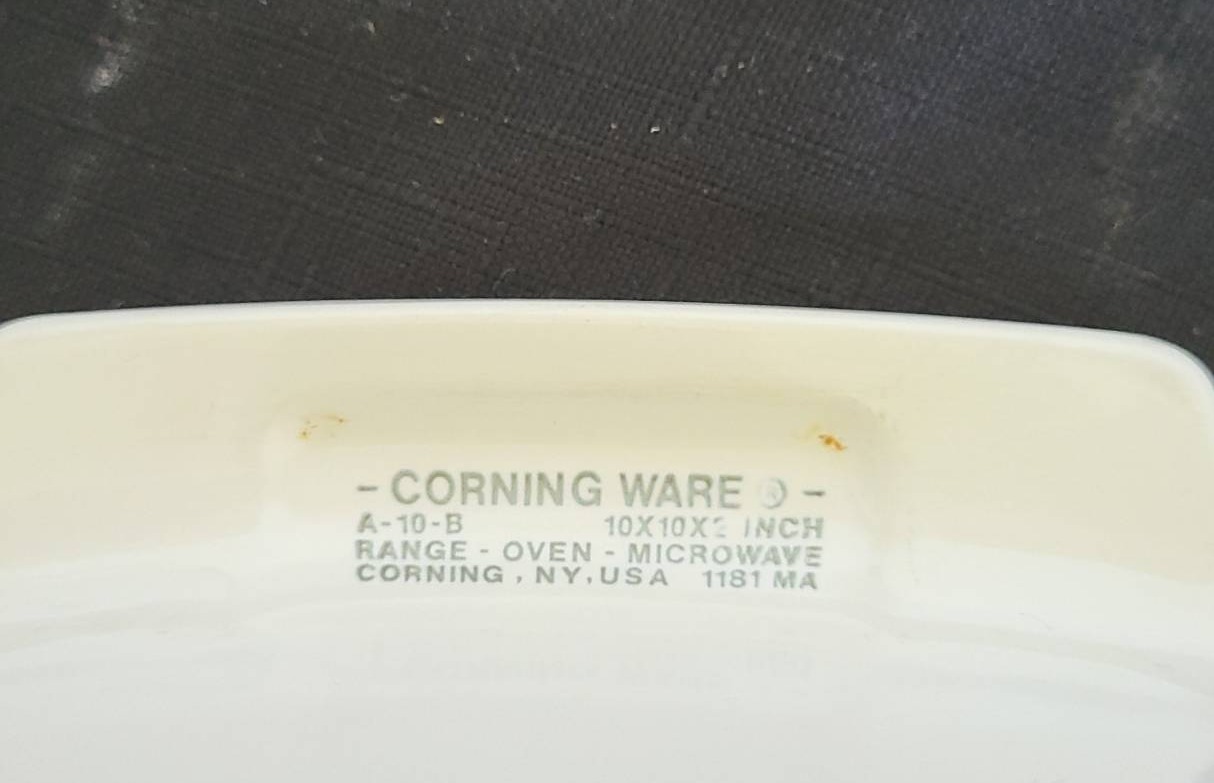 - CORNING WARE ® -
A-10-B 10X10X2 INCH
RANGE - OVEN - MICROWAVE
CORNING, NY, USA 1181 MA